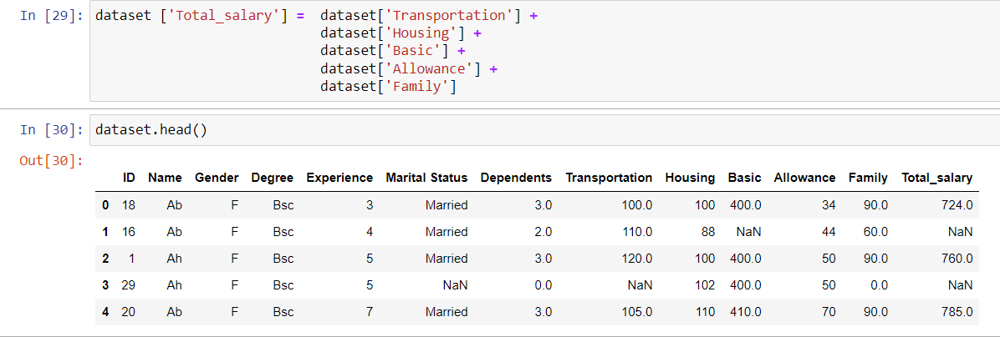 In [29]: dataset ['Total_salary'] = dataset['Transportation'] +
dataset['Housing'] +
dataset['Basic'] +
dataset['Allowance'] +
dataset['Family']
In [30]: dataset.head()
Out[30]:
ID Name Gender Degree Experience Marital Status Dependents Transportation Housing Basic Allowance Family Total_salary
0 18 Ab F Bsc 3 Married 3.0 100.0 100 400.0 34 90.0 724.0
1 16 Ab F Bsc 4 Married 2.0 110.0 88 NaN 44 60.0 NaN
2 1 Ah F Bsc 5 Married 3.0 120.0 100 400.0 50 90.0 760.0
3 29 Ah F Bsc 5 NaN 0.0 NaN 102 400.0 50 0.0 NaN
4 20 Ab F Bsc 7 Married 3.0 105.0 110 410.0 70 90.0 785.0